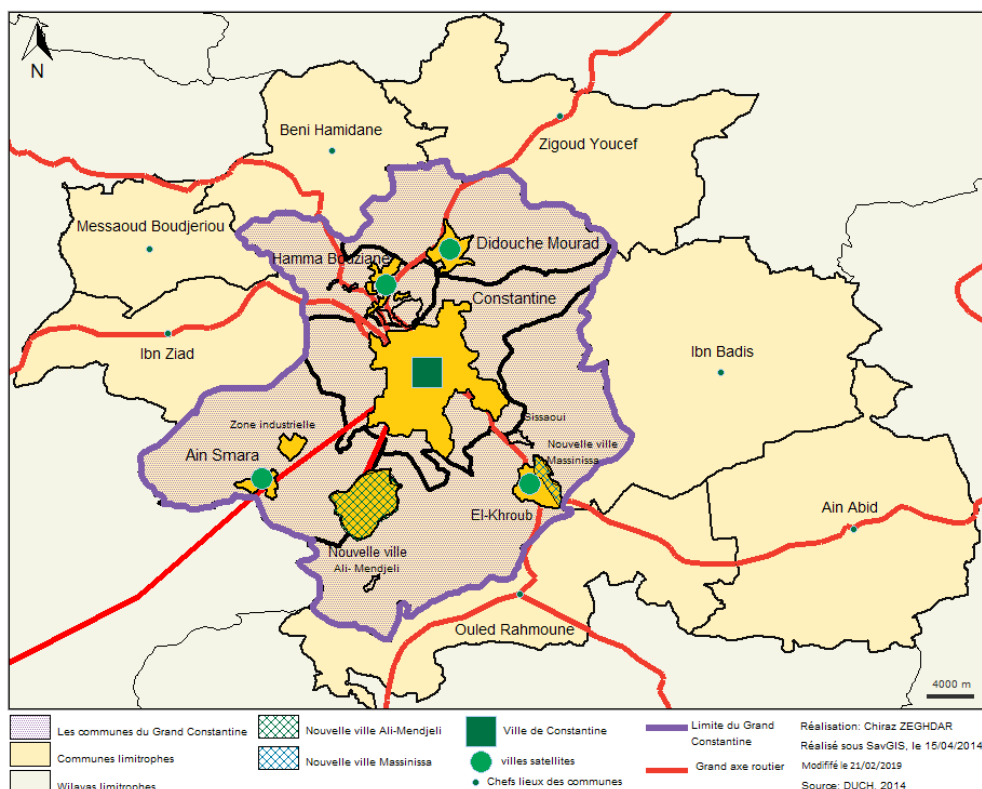 N
Beni Hamidane
Zigoud Youcef
Messaoud Boudjeriou
Didouche Mourad
Hamma Bouziane
Constantine
Ibn Ziad
Ibn Badis
Zone industrielle
Sissaoui
Ain Smara
Nouvelle ville
Massinissa
El-Khroub
Ain Abid
Nouvelle ville
Ali- Mendjeli
Ouled Rahmoune
4000 m
Les communes du Grand Constantine
Communes limitrophes
Wilayas limitrophes
Nouvelle ville Ali-Mendjeli
Nouvelle ville Massinissa
Ville de Constantine
villes satellites
Chefs lieux des communes
Limite du Grand
Constantine
Grand axe routier
Réalisation: Chiraz ZEGHDAR
Réalisé sous SavGIS, le 15/04/2014
Modififé le 21/02/2019
Source: DUCH, 2014